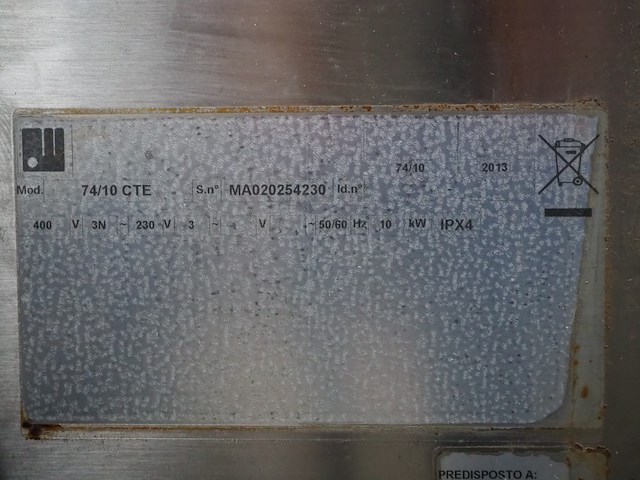 74/10 2013
Mod. 74/10 CTE S.n° MA020254230 Id.n° - -
400 V 3N ~ 230 V 3 ~ V ~ 50/60 Hz 10 kW IPX4
PREDISPOSTO A: